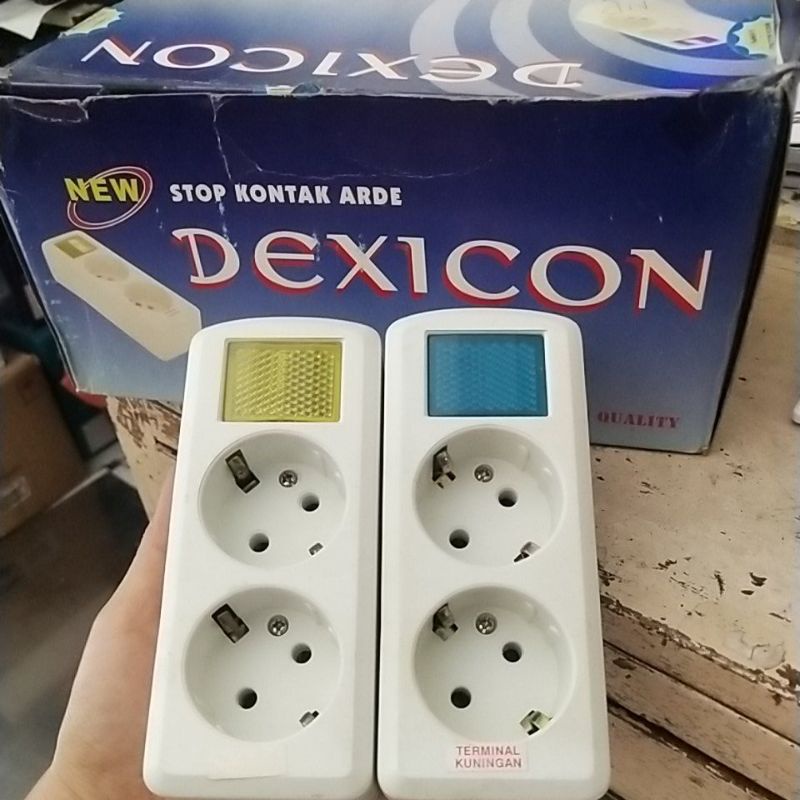 DEXICON
NEW
STOP KONTAK ARDE
DEXICON
QUALITY
TERMINAL
KUNINGAN